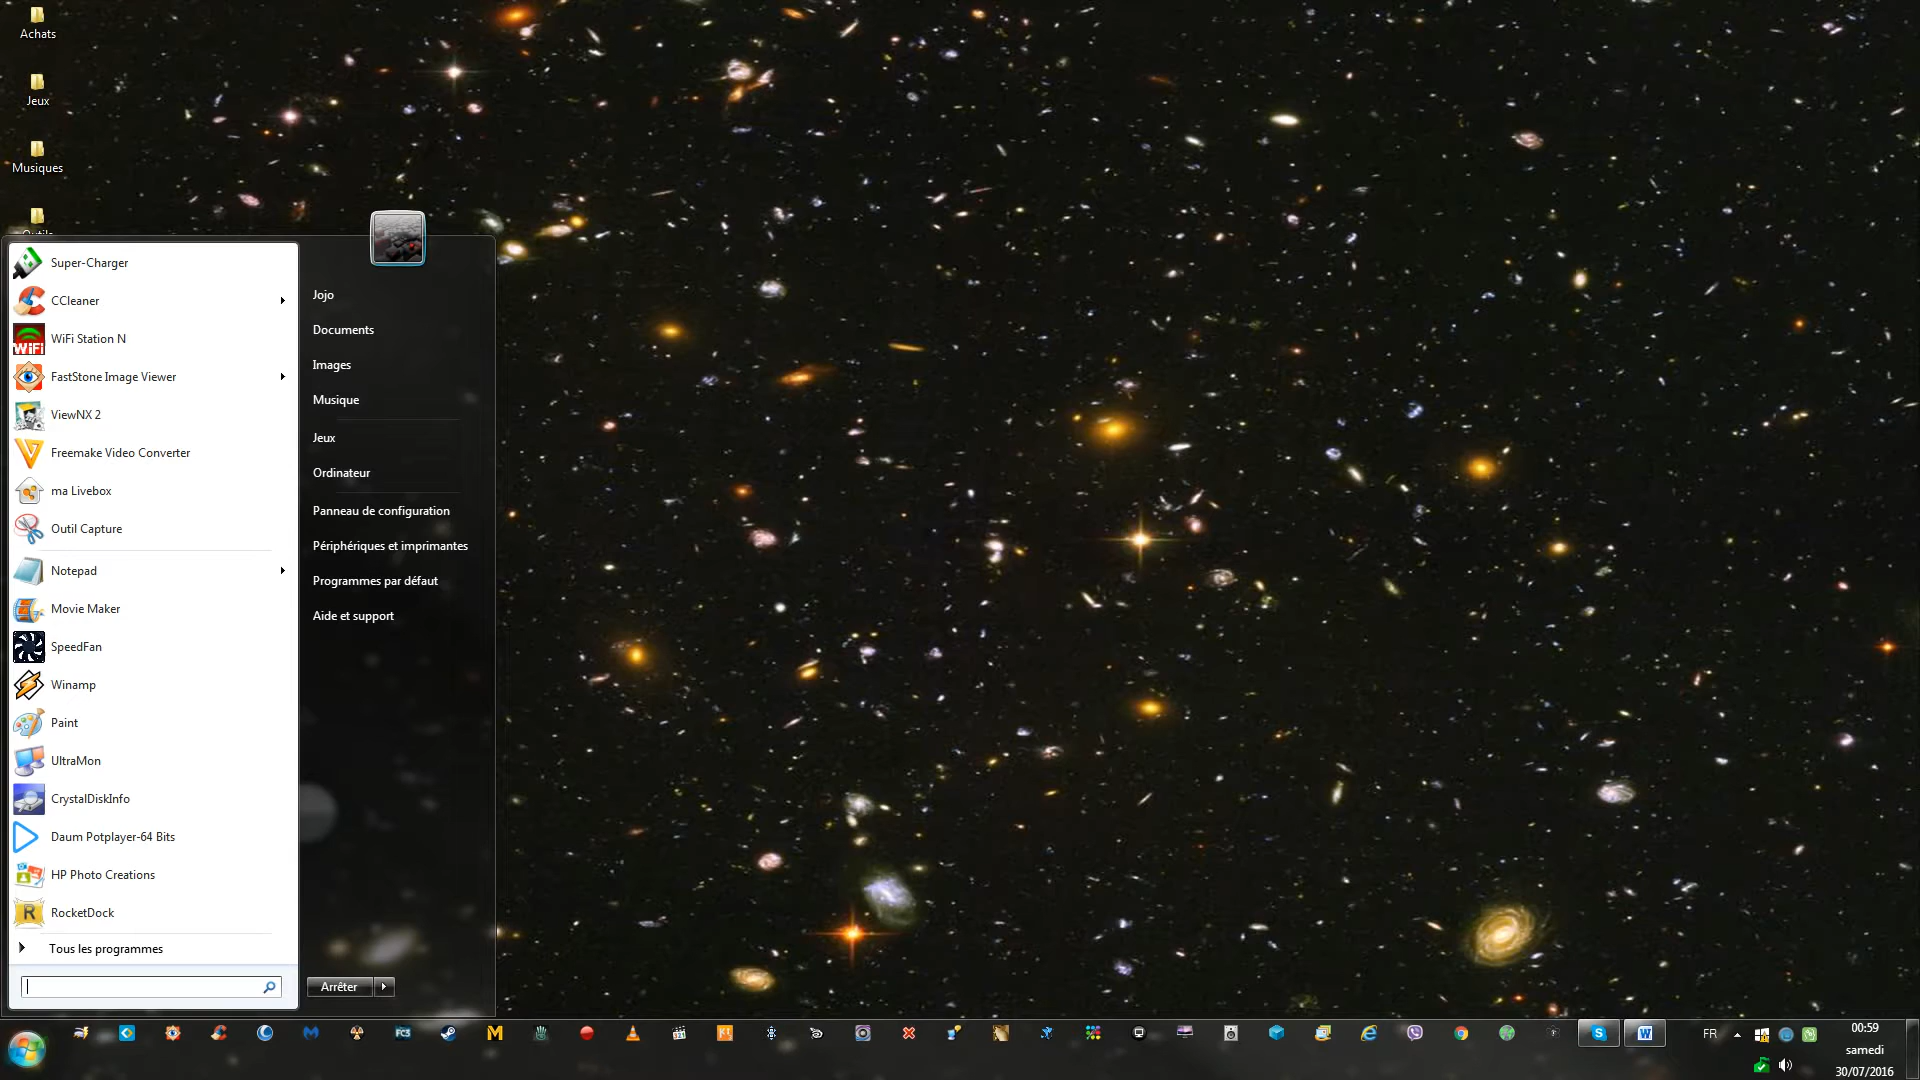 Achats
Jeux
Musiques
Outils
Super-Charger
CCleaner
WiFi Station N
FastStone Image Viewer
ViewNX 2
Freemake Video Converter
ma Livebox
Outil Capture
Notepad
Movie Maker
SpeedFan
Winamp
Paint
UltraMon
CrystalDiskInfo
Daum Potplayer-64 Bits
HP Photo Creations
RocketDock
Tous les programmes
Jojo
Documents
Images
Musique
Jeux
Ordinateur
Panneau de configuration
Périphériques et imprimantes
Programmes par défaut
Aide et support
Arrêter
WiFi
R
FC3
M
S
W
FR
00:59
samedi
30/07/2016